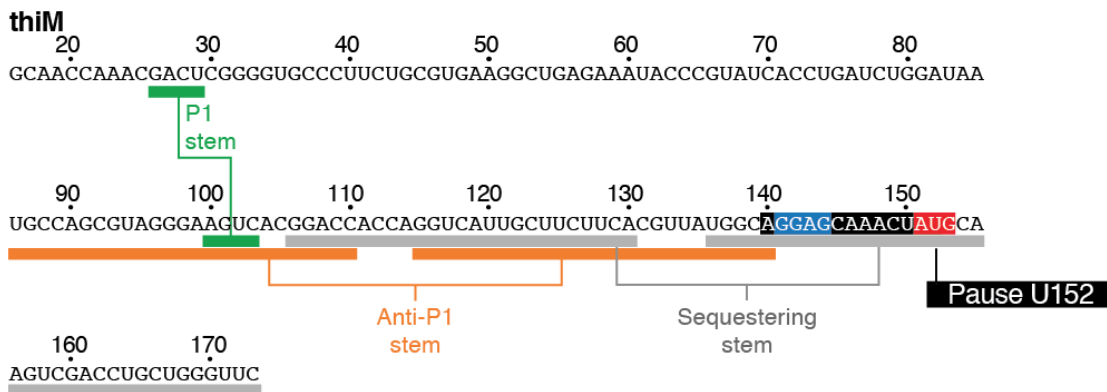 thiM
20 30 40 50 60 70 80
GCAACCAAACGACUCGGGGUGCCCUUCUGCGUGAAGGCUGAGAAAUACCCGUAUCACCUGAUCUGGAUAA
P1
stem
90 100 110 120 130 140 150
UGCCAGCGUAGGGAAGUCACGGACCACCAGGUCAUUGCUUCUUCACGUUAUGGCAGGAGCAAACUAUGCA
Pause U152
Anti-P1
stem
Sequestering
stem
160 170
AGUCGACCUGCUGGGUUC